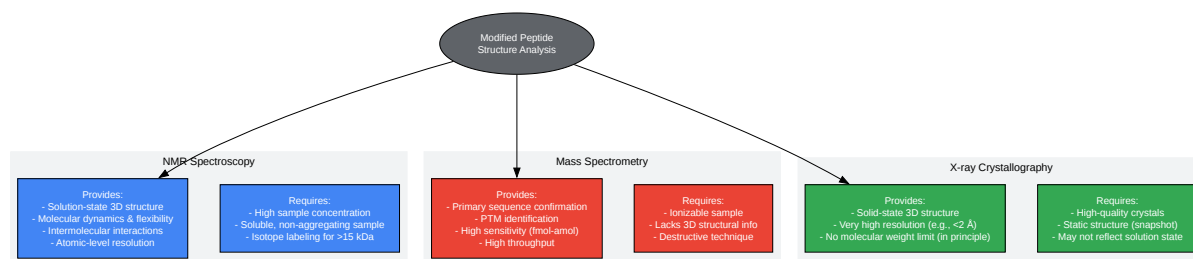 Modified Peptide
Structure Analysis
NMR Spectroscopy
Provides:
- Solution-state 3D structure
- Molecular dynamics & flexibility
- Intermolecular interactions
- Atomic-level resolution
Requires:
- High sample concentration
- Soluble, non-aggregating sample
- Isotope labeling for >15 kDa
Mass Spectrometry
Provides:
- Primary sequence confirmation
- PTM identification
- High sensitivity (fmol-amol)
- High throughput
Requires:
- Ionizable sample
- Lacks 3D structural info
- Destructive technique
X-ray Crystallography
Provides:
- Solid-state 3D structure
- Very high resolution (e.g., <2 Å)
- No molecular weight limit (in principle)
Requires:
- High-quality crystals
- Static structure (snapshot)
- May not reflect solution state